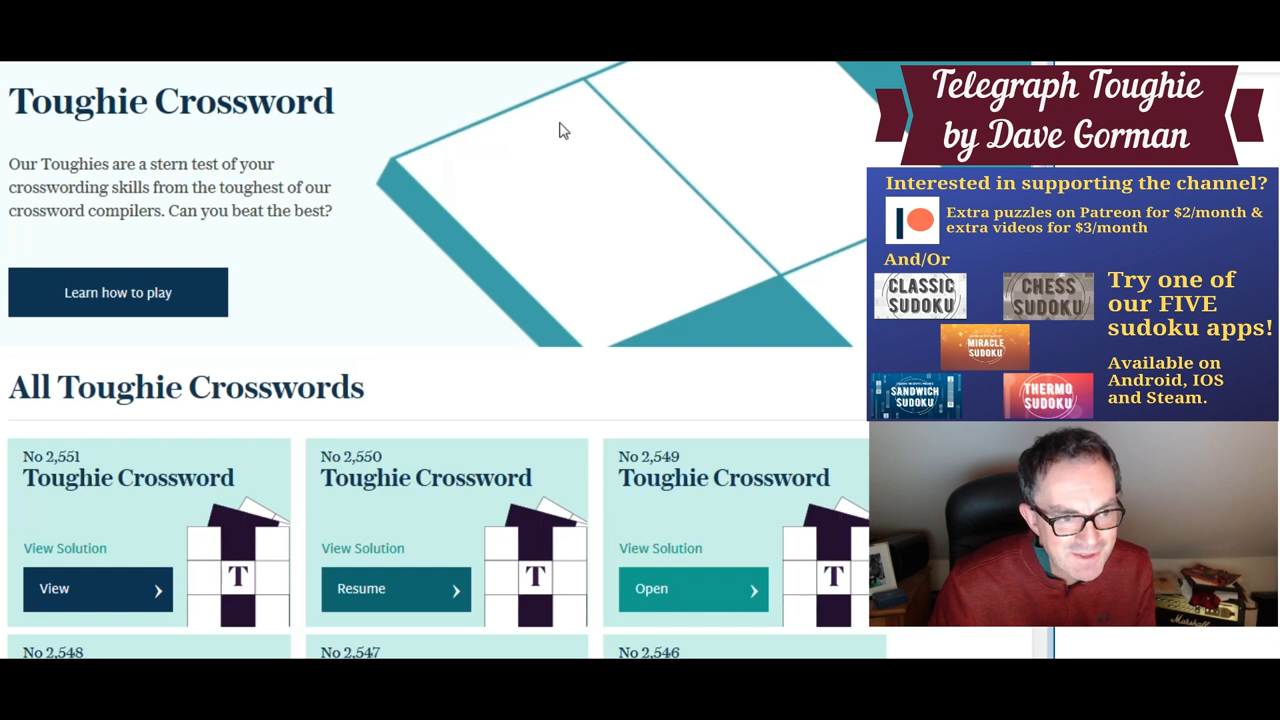 Toughie Crossword
Our Toughies are a stern test of your
crosswording skills from the toughest of our
crossword compilers. Can you beat the best?
Learn how to play
All Toughie Crosswords
No 2,551
Toughie Crossword
View Solution
View
T
No 2,550
Toughie Crossword
View Solution
Resume
T
No 2,549
Toughie Crossword
View Solution
Open
T
No 2,548
No 2,547
No 2,546
Telegraph Toughie
by Dave Gorman
Interested in supporting the channel?
Extra puzzles on Patreon for $2/month &
extra videos for $3/month
And/Or
CLASSIC
SUDOKU
CHESS
SUDOKU
MIRACLE
SUDOKU
SANDWICH
SUDOKU
THERMO
SUDOKU
Try one of
our FIVE
sudoku apps!
Available on
Android, IOS
and Steam.
Marshall